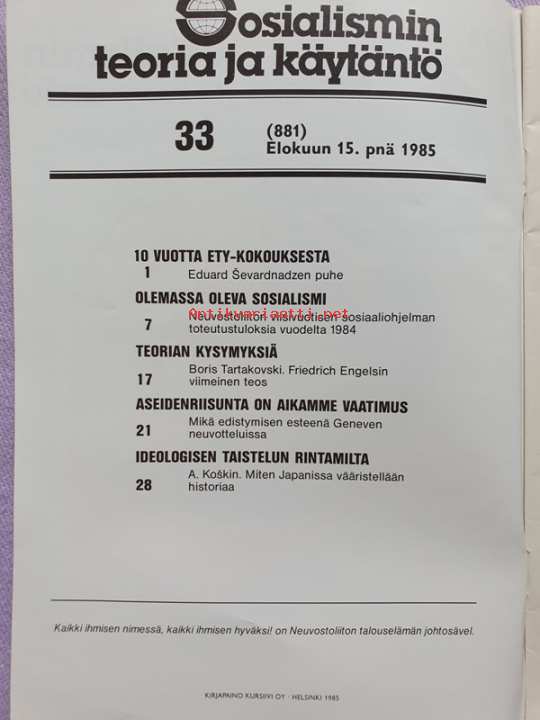 Sosialismin
teoria ja käytäntö
33
(881)
Elokuun 15. pnä 1985
10 VUOTTA ETY-KOKOUKSESTA
1 Eduard Ševardnadzen puhe
OLEMASSA OLEVA SOSIALISMI
Antikvariaatti.net
7 Neuvostoliiton viisivuotisen sosiaaliohjelman
toteutustuloksia vuodelta 1984
TEORIAN KYSYMYKSIÄ
17 Boris Tartakovski. Friedrich Engelsin
viimeinen teos
ASEIDENRIISUNTA ON AIKAMME VAATIMUS
21 Mikä edistymisen esteenä Geneven
neuvotteluissa
IDEOLOGISEN TAISTELUN RINTAMILTA
28 A. Koškin. Miten Japanissa vääristellään
historiaa
Kaikki ihmisen nimessä, kaikki ihmisen hyväksi! on Neuvostoliiton talouselämän johtosävel.
KIRJAPAINO KURSIIVI OY · HELSINKI 1985